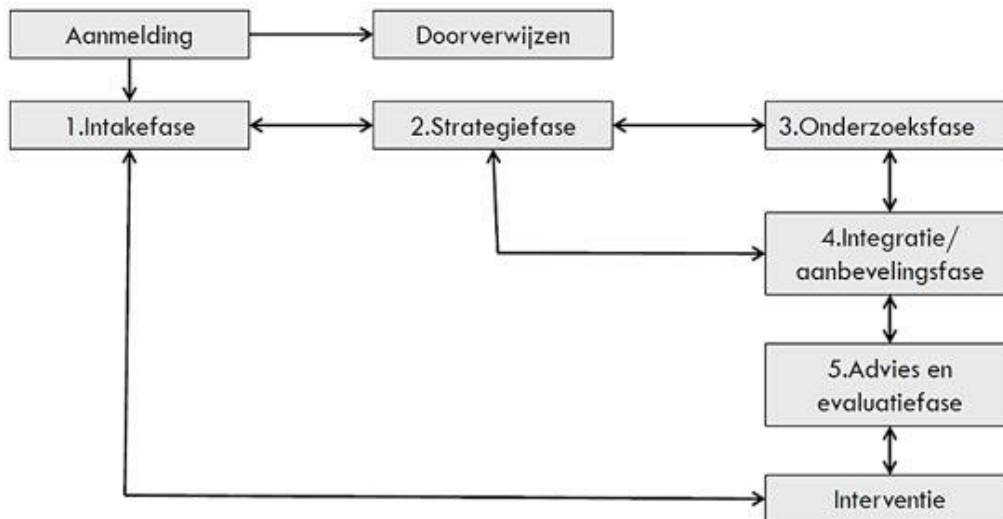 Aanmelding
Doorverwijzen
1.Intakefase
2.Strategiefase
3.Onderzoeksfase
4.Integratie/
aanbevelingsfase
5.Advies en
evaluatiefase
Interventie